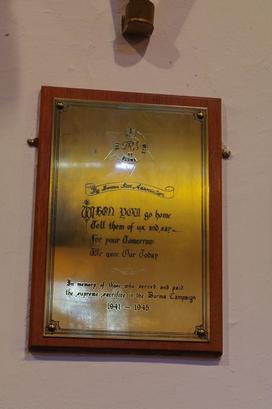 The Burma Star Association
When you go home
Tell them of us, and say —
For your Tomorrow
We gave Our Today
In memory of those who served and paid
the supreme sacrifice in the Burma Campaign
1941 — 1945